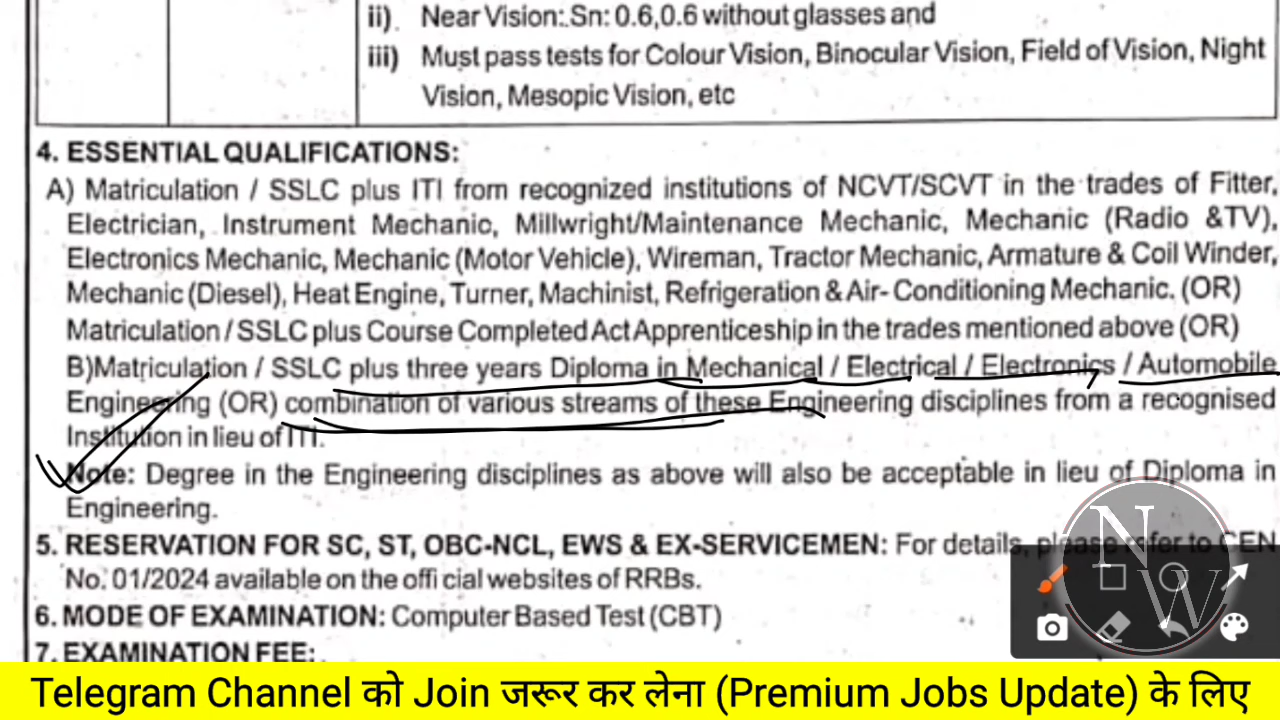 ii). Near Vision: Sn: 0.6,0.6 without glasses and
iii) Must pass tests for Colour Vision, Binocular Vision, Field of Vision, Night
Vision, Mesopic Vision, etc
4. ESSENTIAL QUALIFICATIONS:
A) Matriculation / SSLC plus ITI from recognized institutions of NCVT/SCVT in the trades of Fitter,
Electrician, Instrument Mechanic, Millwright/Maintenance Mechanic, Mechanic (Radio &TV),
Electronics Mechanic, Mechanic (Motor Vehicle), Wireman, Tractor Mechanic, Armature & Coil Winder,
Mechanic (Diesel), Heat Engine, Turner, Machinist, Refrigeration & Air- Conditioning Mechanic. (OR)
Matriculation / SSLC plus Course Completed Act Apprenticeship in the trades mentioned above (OR)
B)Matriculation / SSLC plus three years Diploma in Mechanical / Electrical / Electronics / Automobile
Engineering (OR) combination of various streams of these Engineering disciplines from a recognised
Institution in lieu of ITI.
Note: Degree in the Engineering disciplines as above will also be acceptable in lieu of Diploma in
Engineering.
5. RESERVATION FOR SC, ST, OBC-NCL, EWS & EX-SERVICEMEN: For details, please refer to CEN
No. 01/2024 available on the offi cial websites of RRBs.
6. MODE OF EXAMINATION: Computer Based Test (CBT)
7. EXAMINATION FEE:
N
W
Telegram Channel को Join जरूर कर लेना (Premium Jobs Update) के लिए